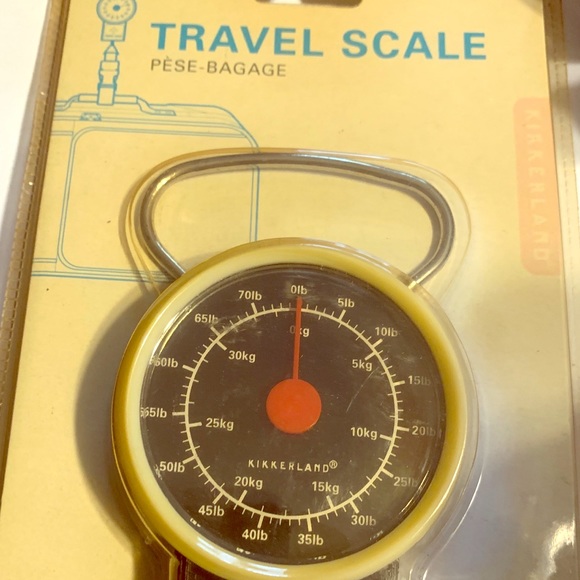 TRAVEL SCALE
PÈSE-BAGAGE
KIKKERLAND
0lb
5lb
10lb
15lb
20lb
25lb
30lb
35lb
40lb
45lb
50lb
55lb
60lb
65lb
70lb
0kg
5kg
10kg
15kg
20kg
25kg
30kg
KIKKERLAND®